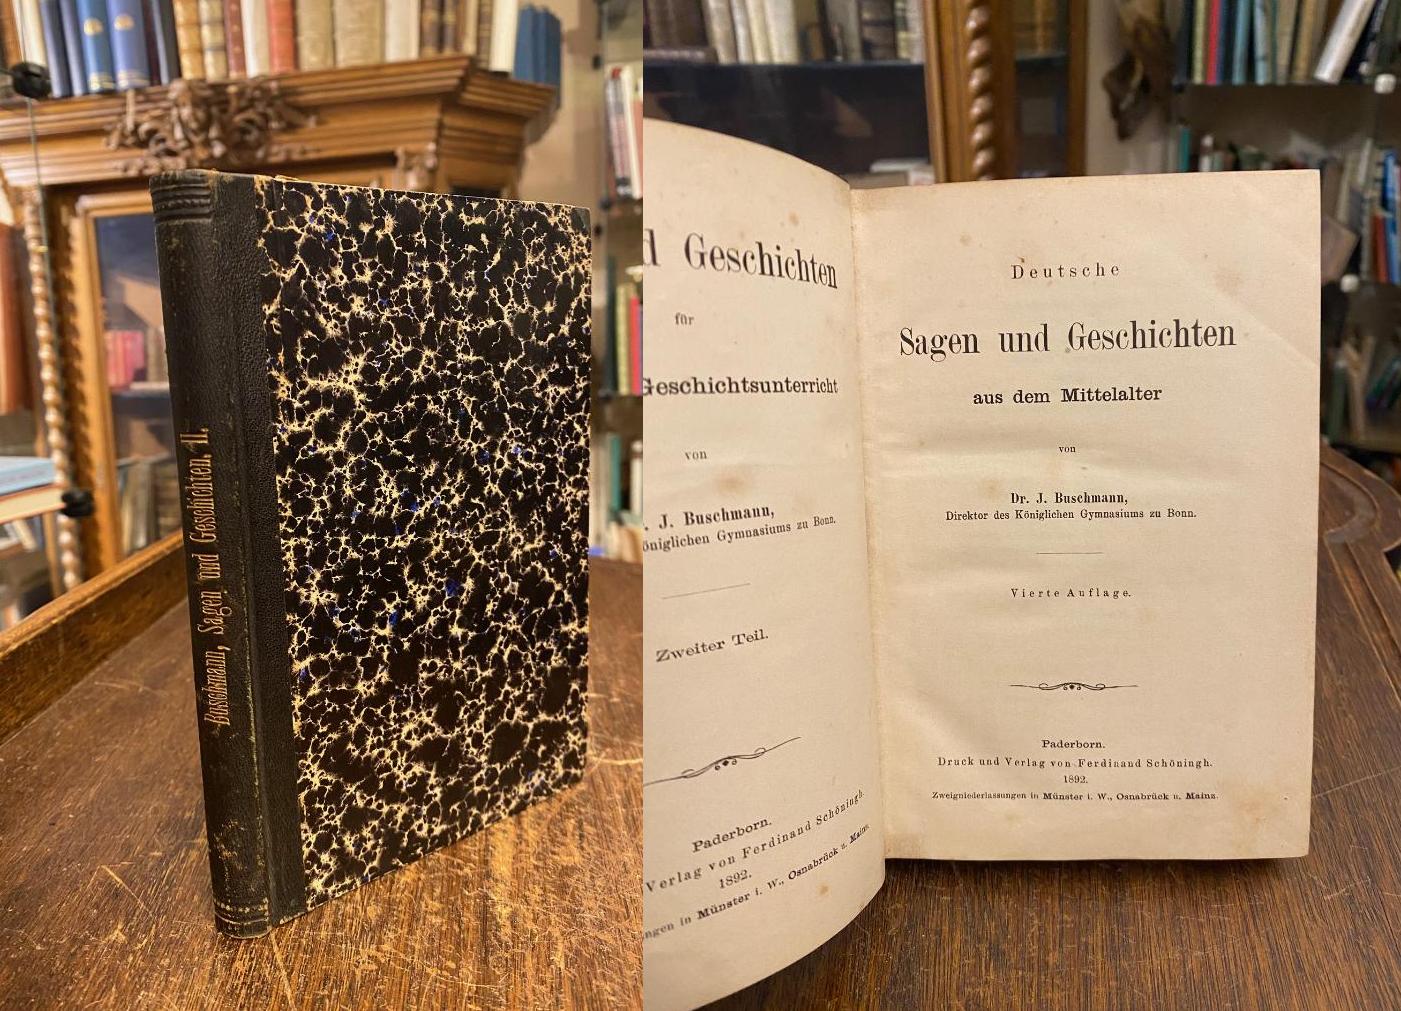 Buschmann, Sagen und Geschichten. II.
Geschichten
für
Geschichtsunterricht
von
J. Buschmann,
Königlichen Gymnasiums zu Bonn.
Zweiter Teil.
Paderborn.
Verlag von Ferdinand Schöningh.
1892.
in Münster i. W., Osnabrück u. Mainz.
Deutsche
Sagen und Geschichten
aus dem Mittelalter
von
Dr. J. Buschmann,
Direktor des Königlichen Gymnasiums zu Bonn.
Vierte Auflage.
Paderborn.
Druck und Verlag von Ferdinand Schöningh.
1892.
Zweigniederlassungen in Münster i. W., Osnabrück u. Mainz.